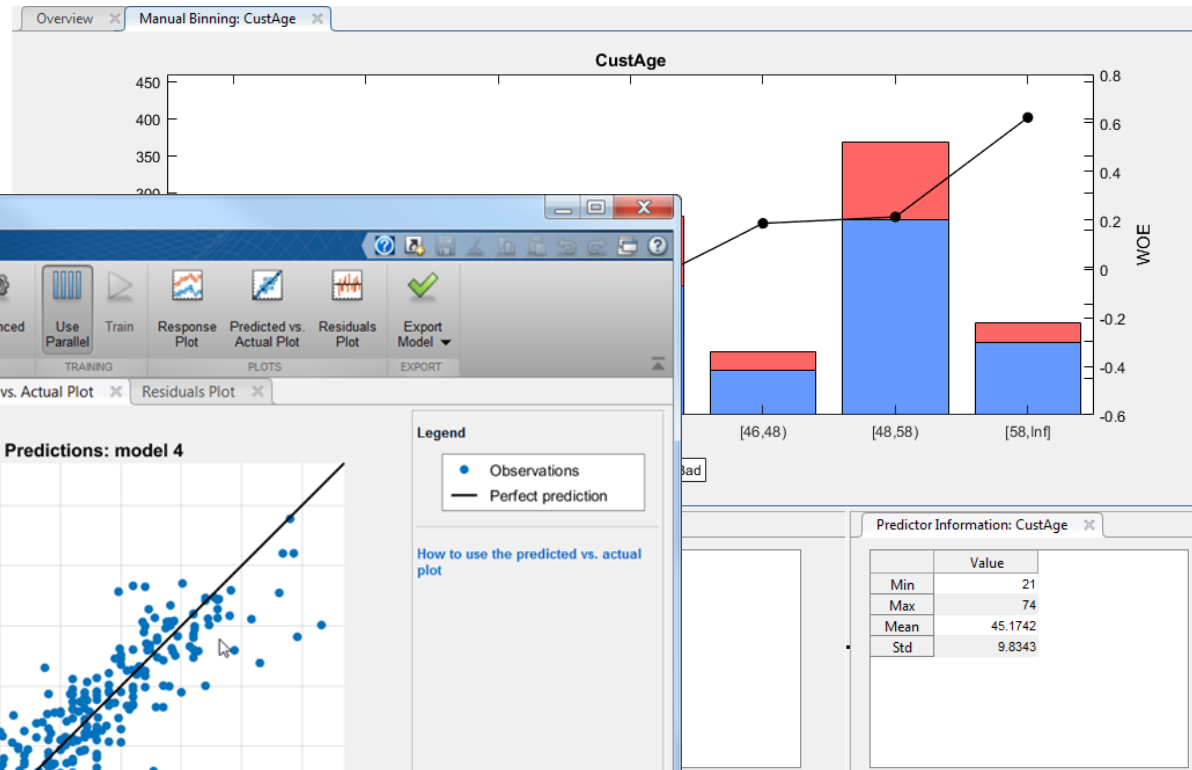 Overview
Manual Binning: CustAge
CustAge
450
400
350
300
0.8
0.6
0.4
0.2
0
-0.2
-0.4
-0.6
WOE
[46,48)
[48,58)
[58,Inf]
Bad
Use Parallel
Train
Response Plot
Predicted vs. Actual Plot
Residuals Plot
Export Model
TRAINING
PLOTS
EXPORT
vs. Actual Plot
Residuals Plot
Predictions: model 4
Legend
Observations
Perfect prediction
How to use the predicted vs. actual
plot
Predictor Information: CustAge
Value
Min 21
Max 74
Mean 45.1742
Std 9.8343